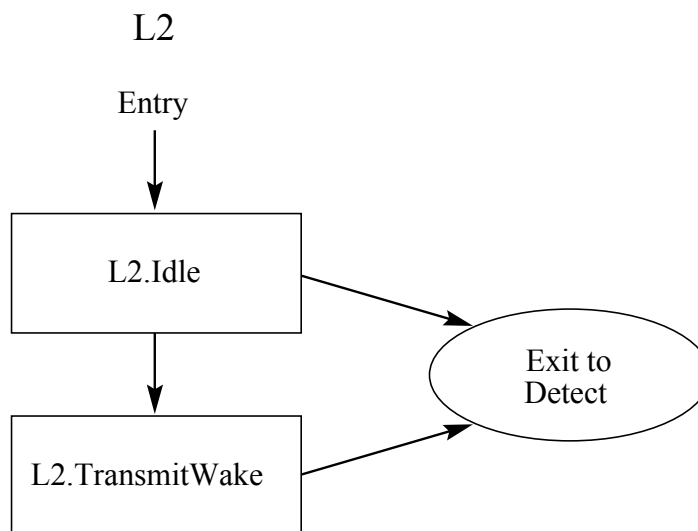 L2
Entry
L2.Idle
Exit to
Detect
L2.TransmitWake